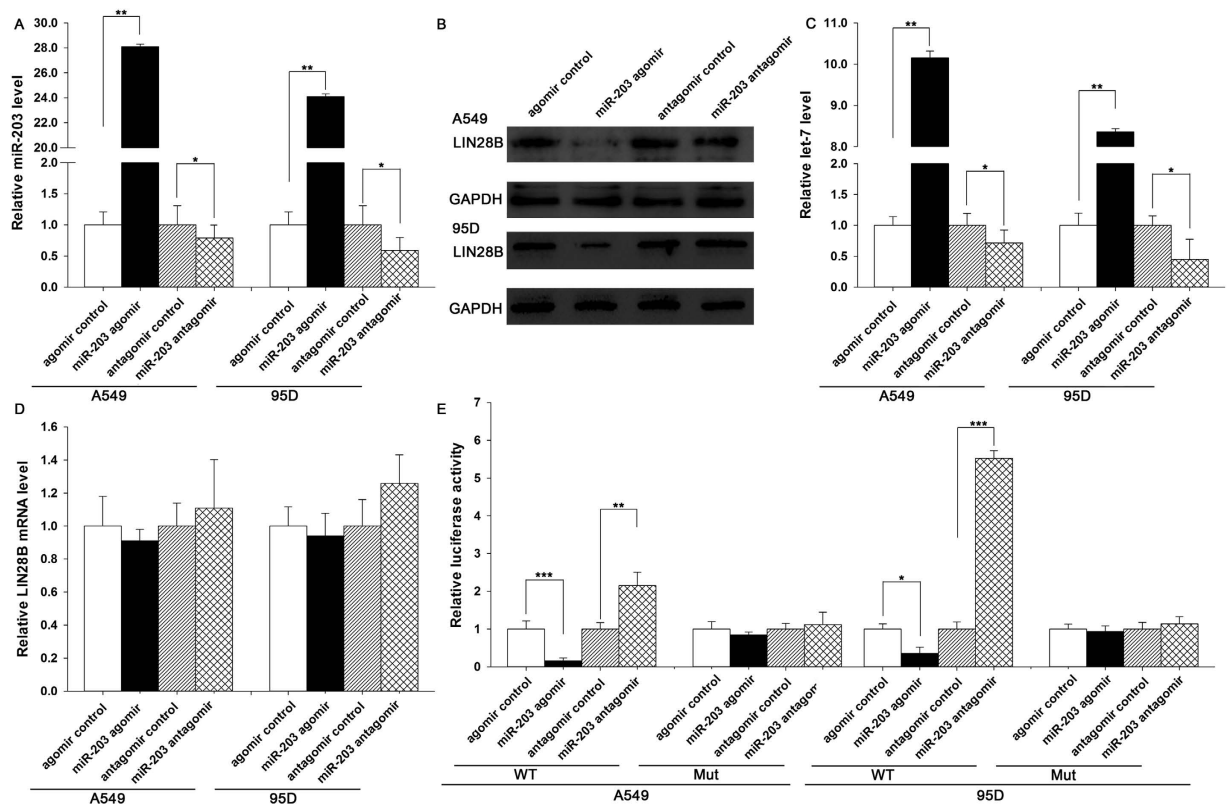 A
Relative miR-203 level
30.0
28.0
26.0
24.0
22.0
20.0
2.0
1.5
1.0
0.5
0.0
**
*
**
*
agomir control
miR-203 agomir
antagomir control
miR-203 antagomir
agomir control
miR-203 agomir
antagomir control
miR-203 antagomir
A549
95D
B
agomir control
miR-203 agomir
antagomir control
miR-203 antagomir
A549
LIN28B
GAPDH
95D
LIN28B
GAPDH
C
Relative let-7 level
11.0
10.0
9.0
8.0
2.0
1.5
1.0
0.5
0.0
**
*
**
*
agomir control
miR-203 agomir
antagomir control
miR-203 antagomir
agomir control
miR-203 agomir
antagomir control
miR-203 antagomir
A549
95D
D
Relative LIN28B mRNA level
1.6
1.4
1.2
1.0
0.8
0.6
0.4
0.2
0.0
agomir control
miR-203 agomir
antagomir control
miR-203 antagomir
agomir control
miR-203 agomir
antagomir control
miR-203 antagomir
A549
95D
E
Relative luciferase activity
7
6
5
4
3
2
1
0
***
**
*
***
agomir control
miR-203 agomir
antagomir control
miR-203 antagomir
agomir control
miR-203 agomir
antagomir control
miR-203 antagomir
agomir control
miR-203 agomir
antagomir control
miR-203 antagomir
agomir control
miR-203 agomir
antagomir control
miR-203 antagomir
WT
Mut
WT
Mut
A549
95D